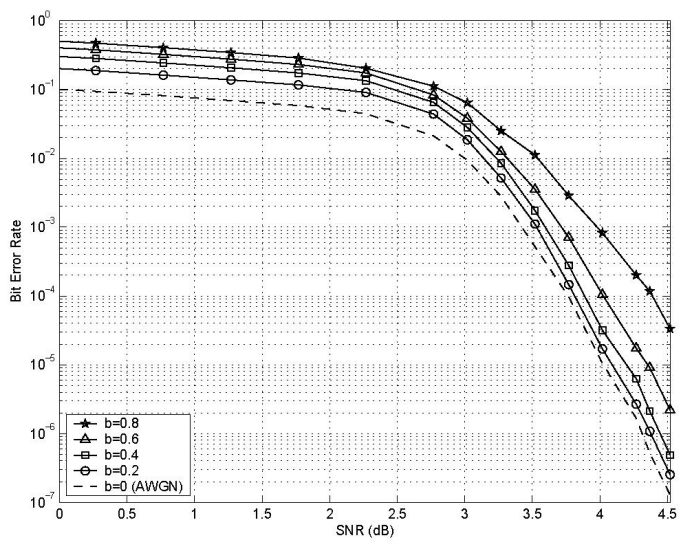 10^0
10^-1
10^-2
10^-3
10^-4
10^-5
10^-6
10^-7
Bit Error Rate
b=0.8
b=0.6
b=0.4
b=0.2
b=0 (AWGN)
0 0.5 1 1.5 2 2.5 3 3.5 4 4.5
SNR (dB)